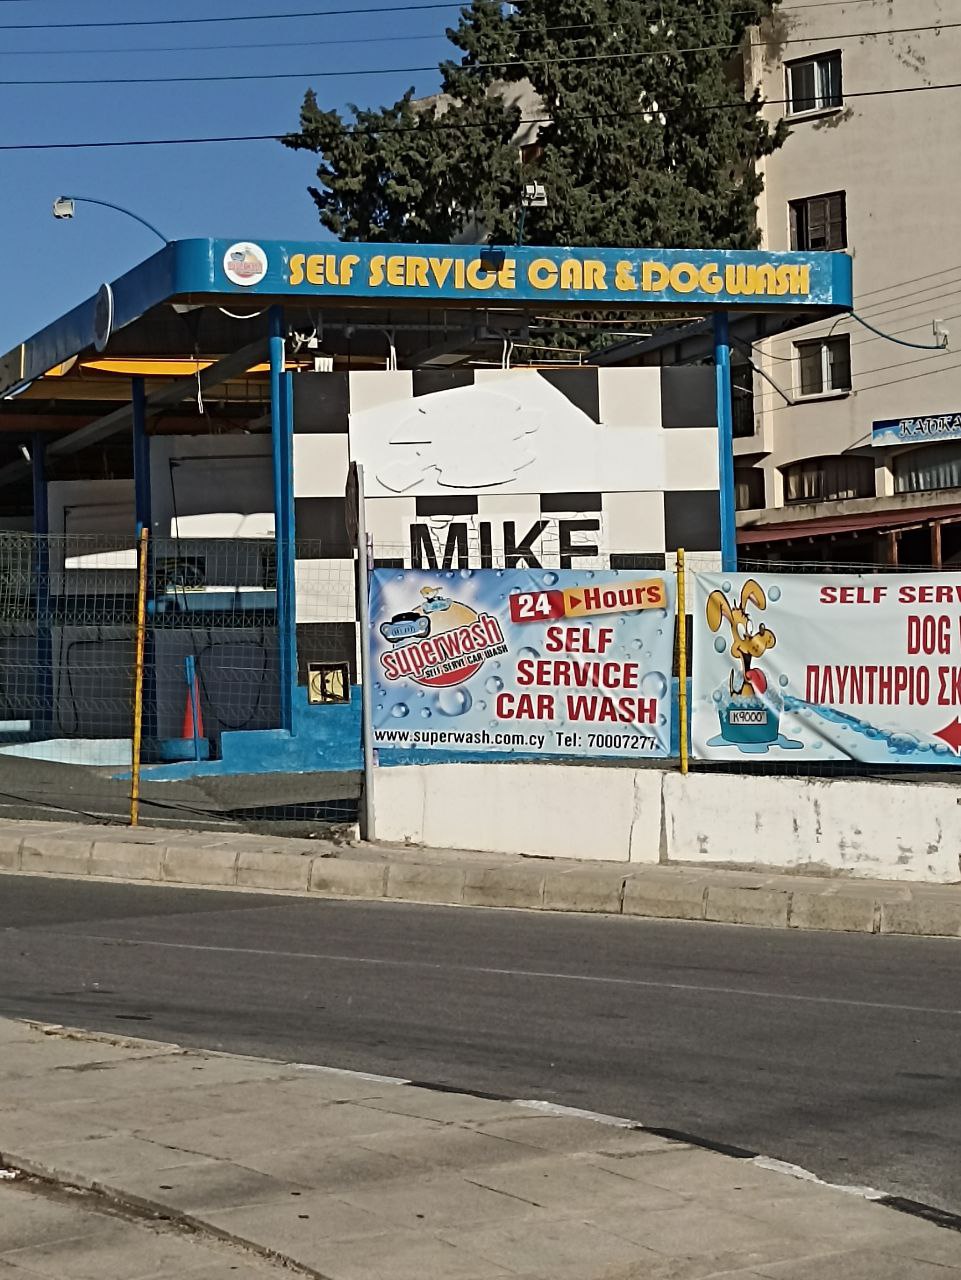 SELF SERVICE CAR & DOG WASH
MIKE
superwash
SELF SERVE CAR WASH
24 Hours
SELF
SERVICE
CAR WASH
www.superwash.com.cy Tel: 70007277
SELF SERV
DOG
ΠΛΥΝΤΗΡΙΟ ΣΚ
K9000